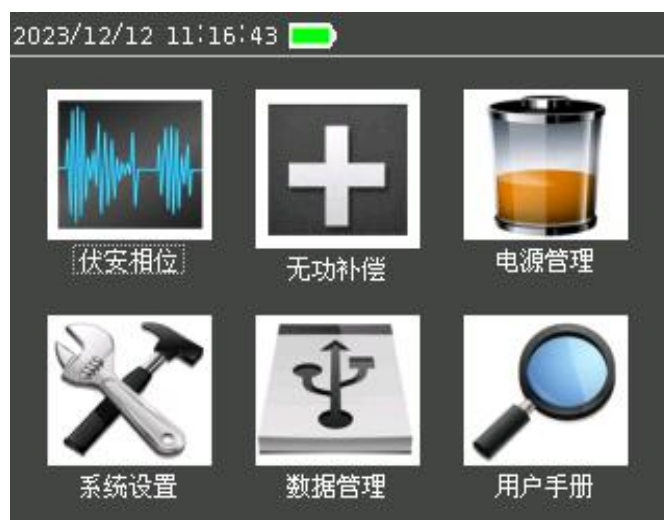 2023/12/12 11:16:43
伏安相位
无功补偿
电源管理
系统设置
数据管理
用户手册